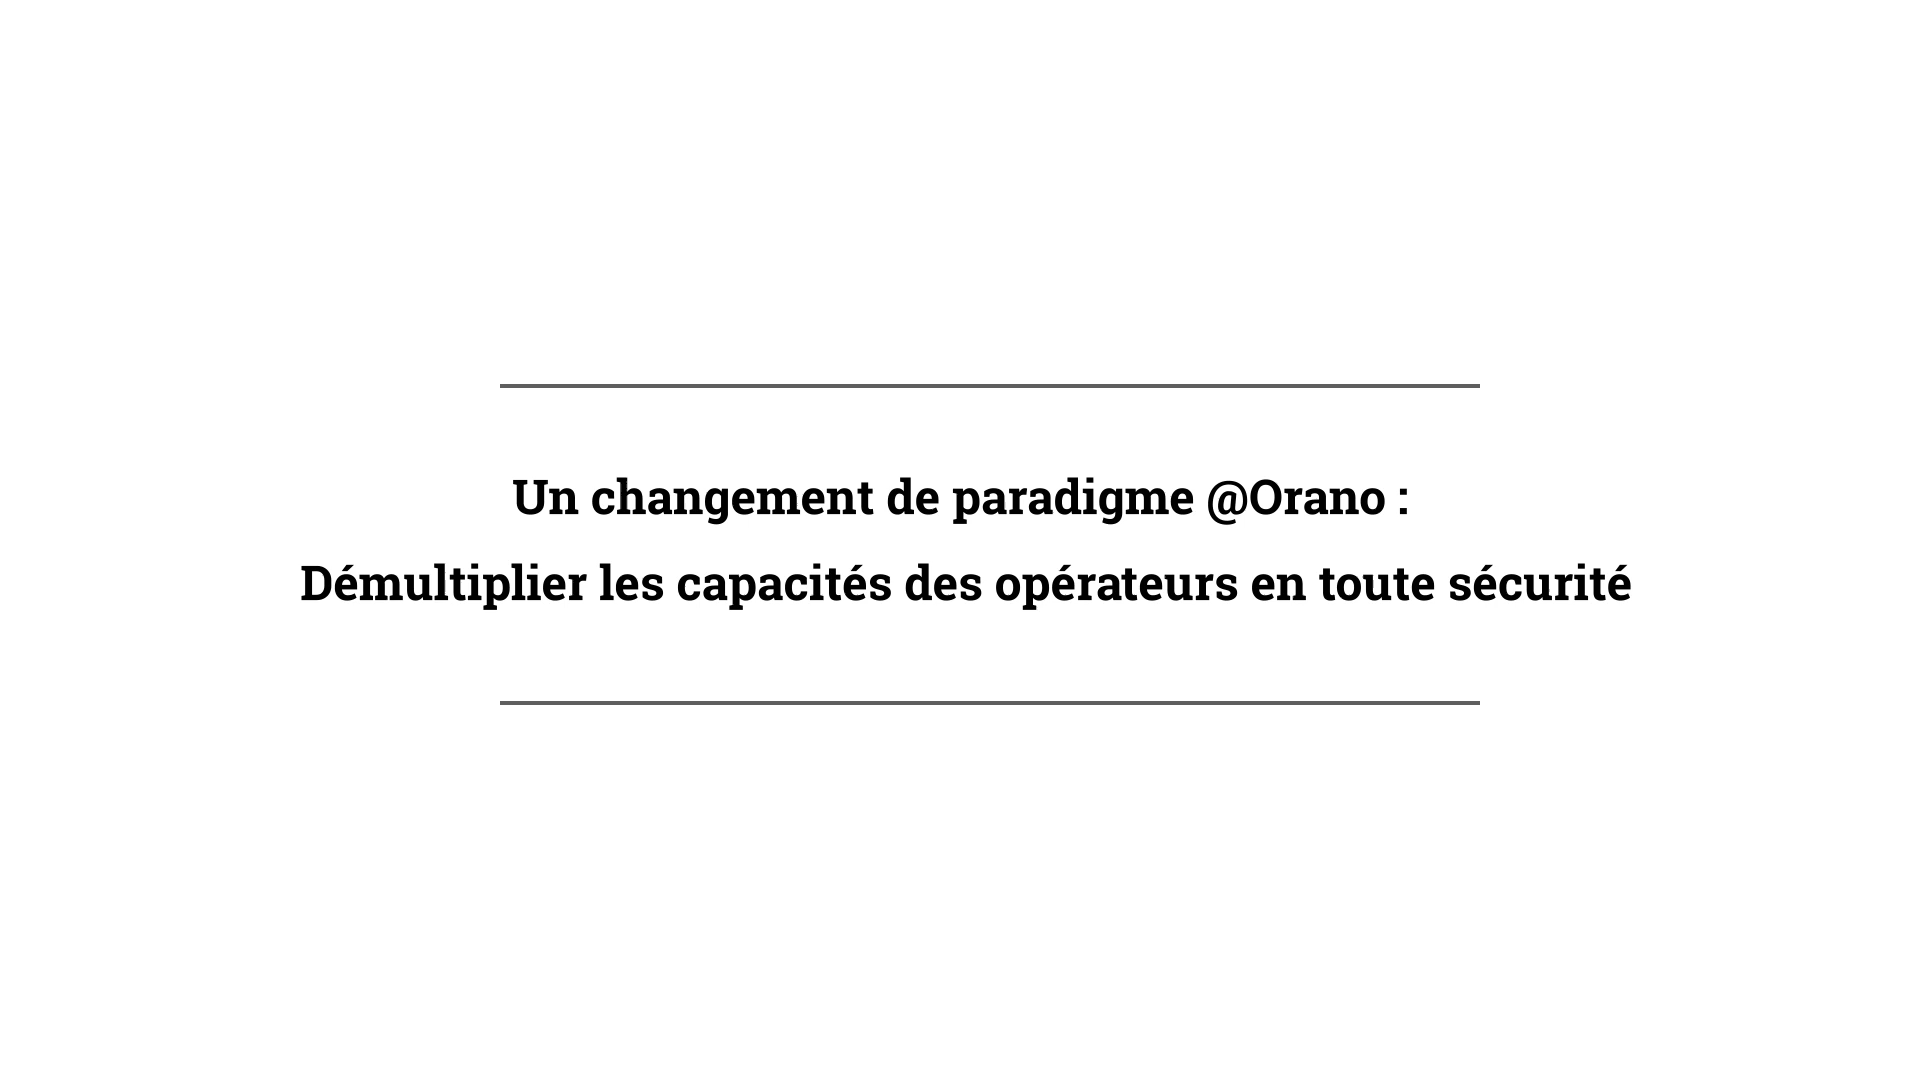 Un changement de paradigme @Orano :
Démultiplier les capacités des opérateurs en toute sécurité